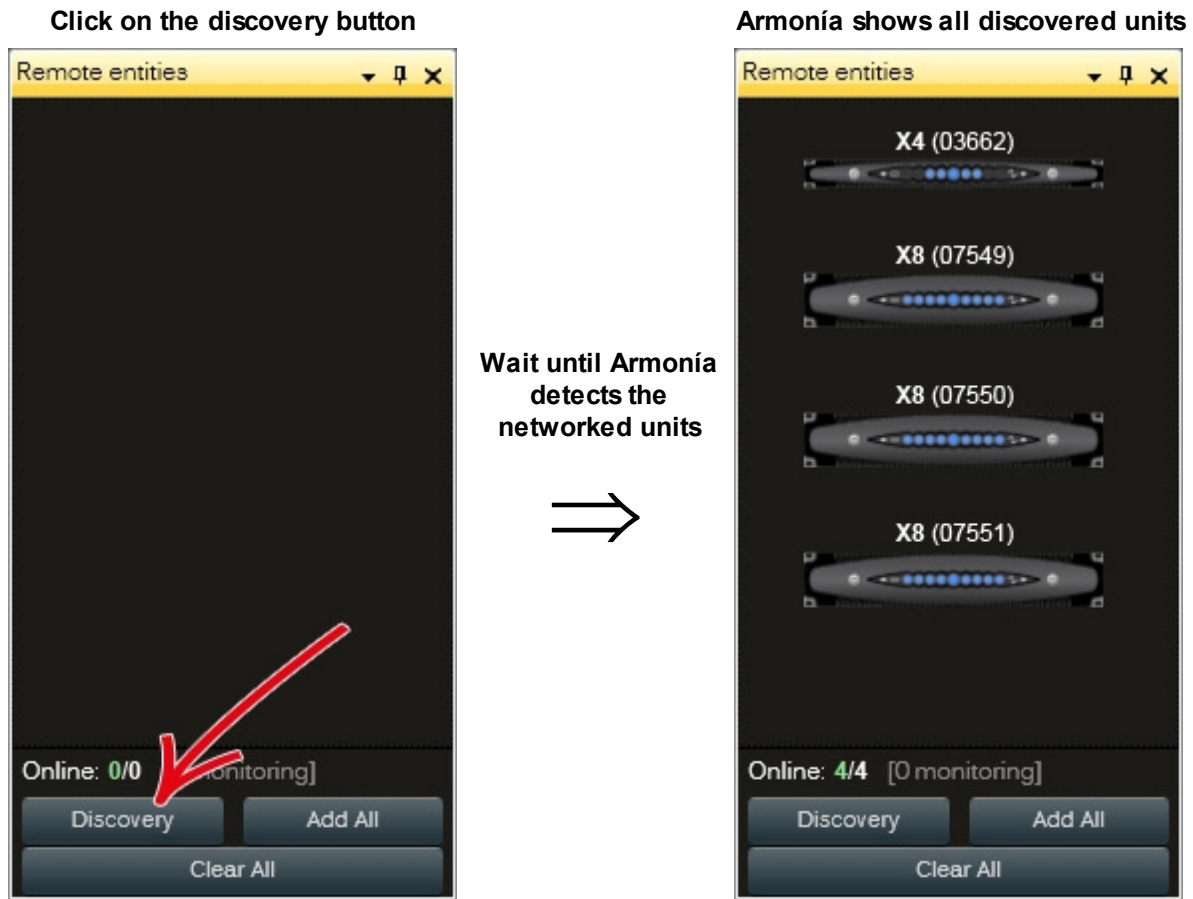 Click on the discovery button
Remote entities
Online: 0/0 onitoring]
Discovery Add All
Clear All
Wait until Armonía
detects the
networked units
Armonía shows all discovered units
Remote entities
X4 (03662)
X8 (07549)
X8 (07550)
X8 (07551)
Online: 4/4 [0 monitoring]
Discovery Add All
Clear All